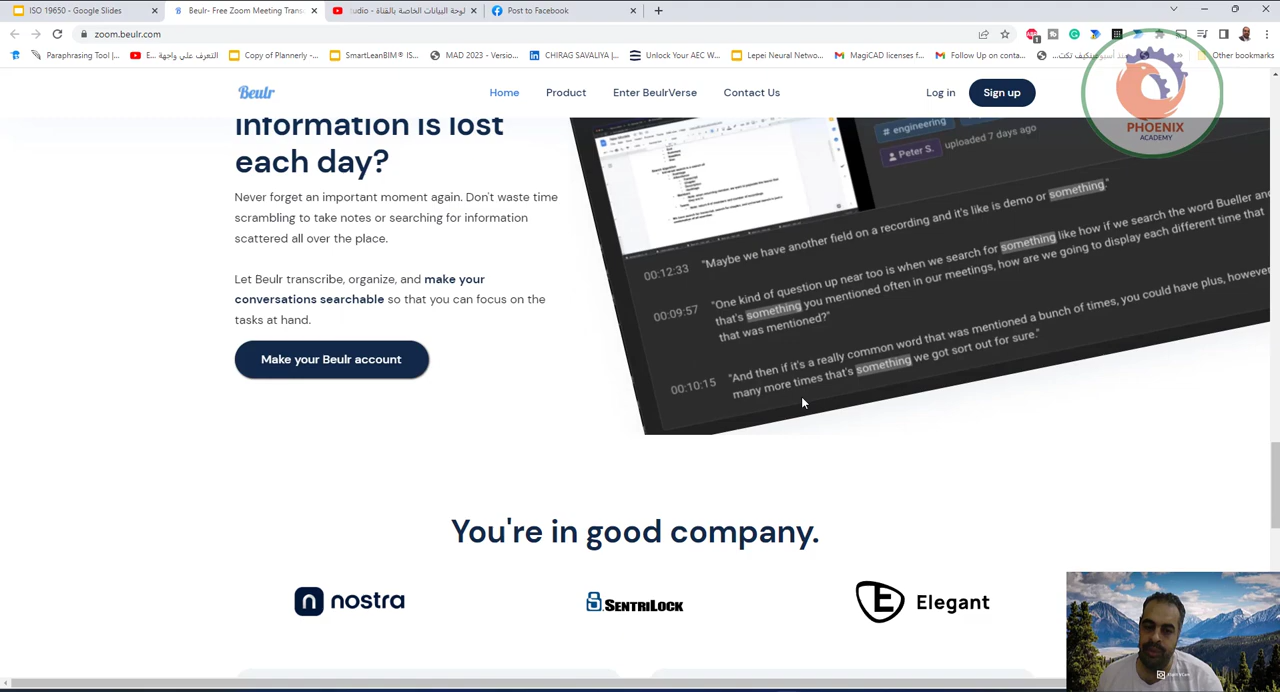 ISO 19650 - Google Slides
Beulr- Free Zoom Meeting Trans
لوحة البيانات الخاصة بالقناة - tudio
Post to Facebook
zoom.beulr.com
Paraphrasing Tool |...
التعرف علي واجهة E...
Copy of Plannerly -...
SmartLeanBIM® IS...
MAD 2023 - Versio...
CHIRAG SAVALIYA |...
Unlock Your AEC W...
Lepei Neural Netwo...
MagiCAD licenses f...
Follow Up on conta...
Other bookmarks
Beulr
Home
Product
Enter BeulrVerse
Contact Us
Log in
Sign up
PHOENIX
ACADEMY
information is lost
each day?
Never forget an important moment again. Don't waste time
scrambling to take notes or searching for information
scattered all over the place.
Let Beulr transcribe, organize, and make your
conversations searchable so that you can focus on the
tasks at hand.
Make your Beulr account
# engineering
Peter S. uploaded 7 days ago
00:12:33 "Maybe we have another field on a recording and it's like is demo or something."
00:09:57 "One kind of question up near too is when we search for something like how if we search the word Bueller and
that's something you mentioned often in our meetings, how are we going to display each different time that
that was mentioned?"
00:10:15 "And then if it's a really common word that was mentioned a bunch of times, you could have plus, however
many more times that's something we got sort out for sure."
You're in good company.
nostra
SENTRILOCK
Elegant